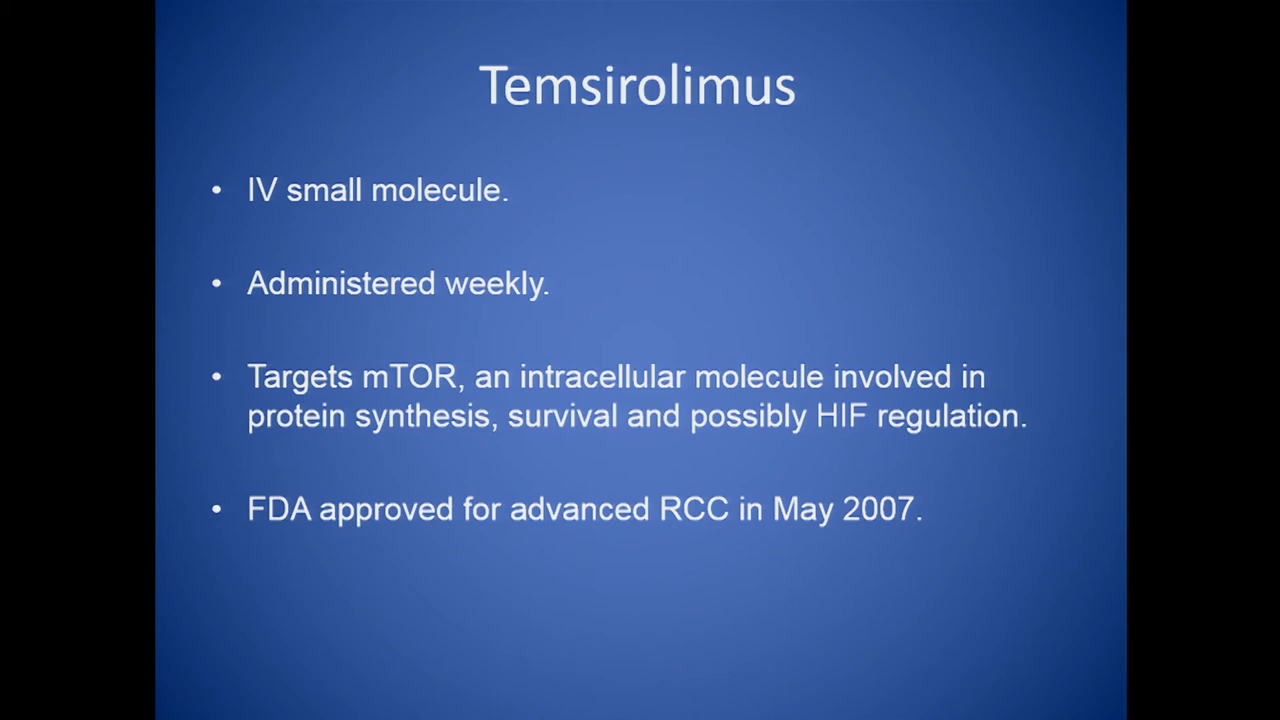 Temsirolimus
• IV small molecule.
• Administered weekly.
• Targets mTOR, an intracellular molecule involved in
protein synthesis, survival and possibly HIF regulation.
• FDA approved for advanced RCC in May 2007.